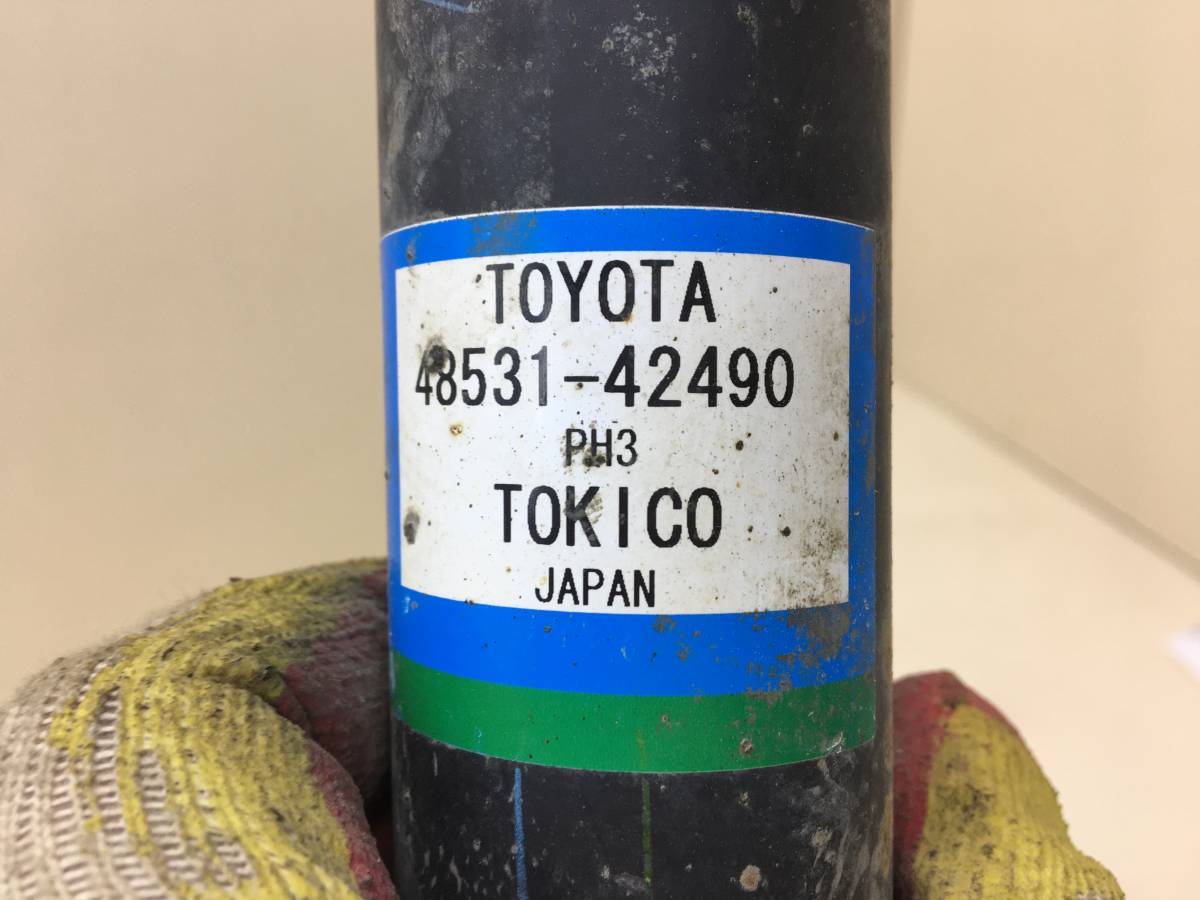 TOYOTA
48531-42490
PH3
TOKICO
JAPAN